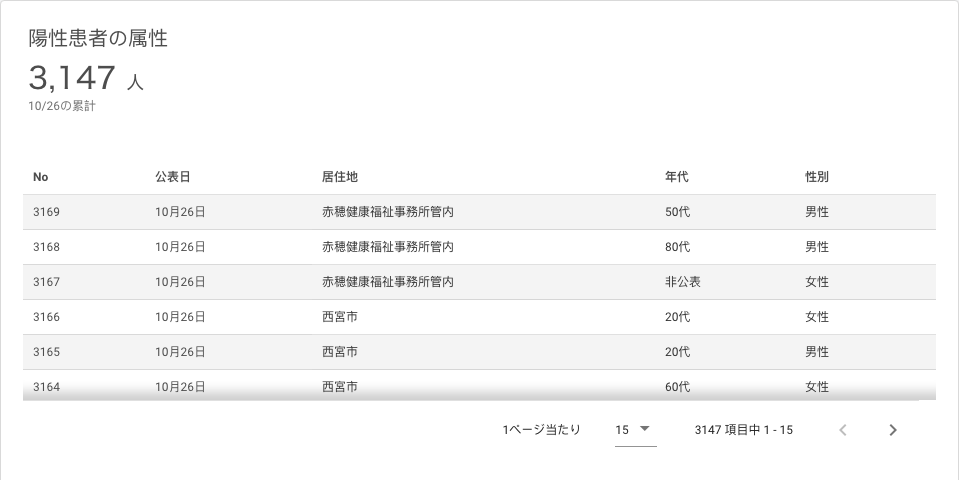 陽性患者の属性
3,147 人
10/26の累計
No 公表日 居住地 年代 性別
3169 10月26日 赤穂健康福祉事務所管内 50代 男性
3168 10月26日 赤穂健康福祉事務所管内 80代 男性
3167 10月26日 赤穂健康福祉事務所管内 非公表 女性
3166 10月26日 西宮市 20代 女性
3165 10月26日 西宮市 20代 男性
3164 10月26日 西宮市 60代 女性
1ページ当たり 15 3147 項目中 1 - 15